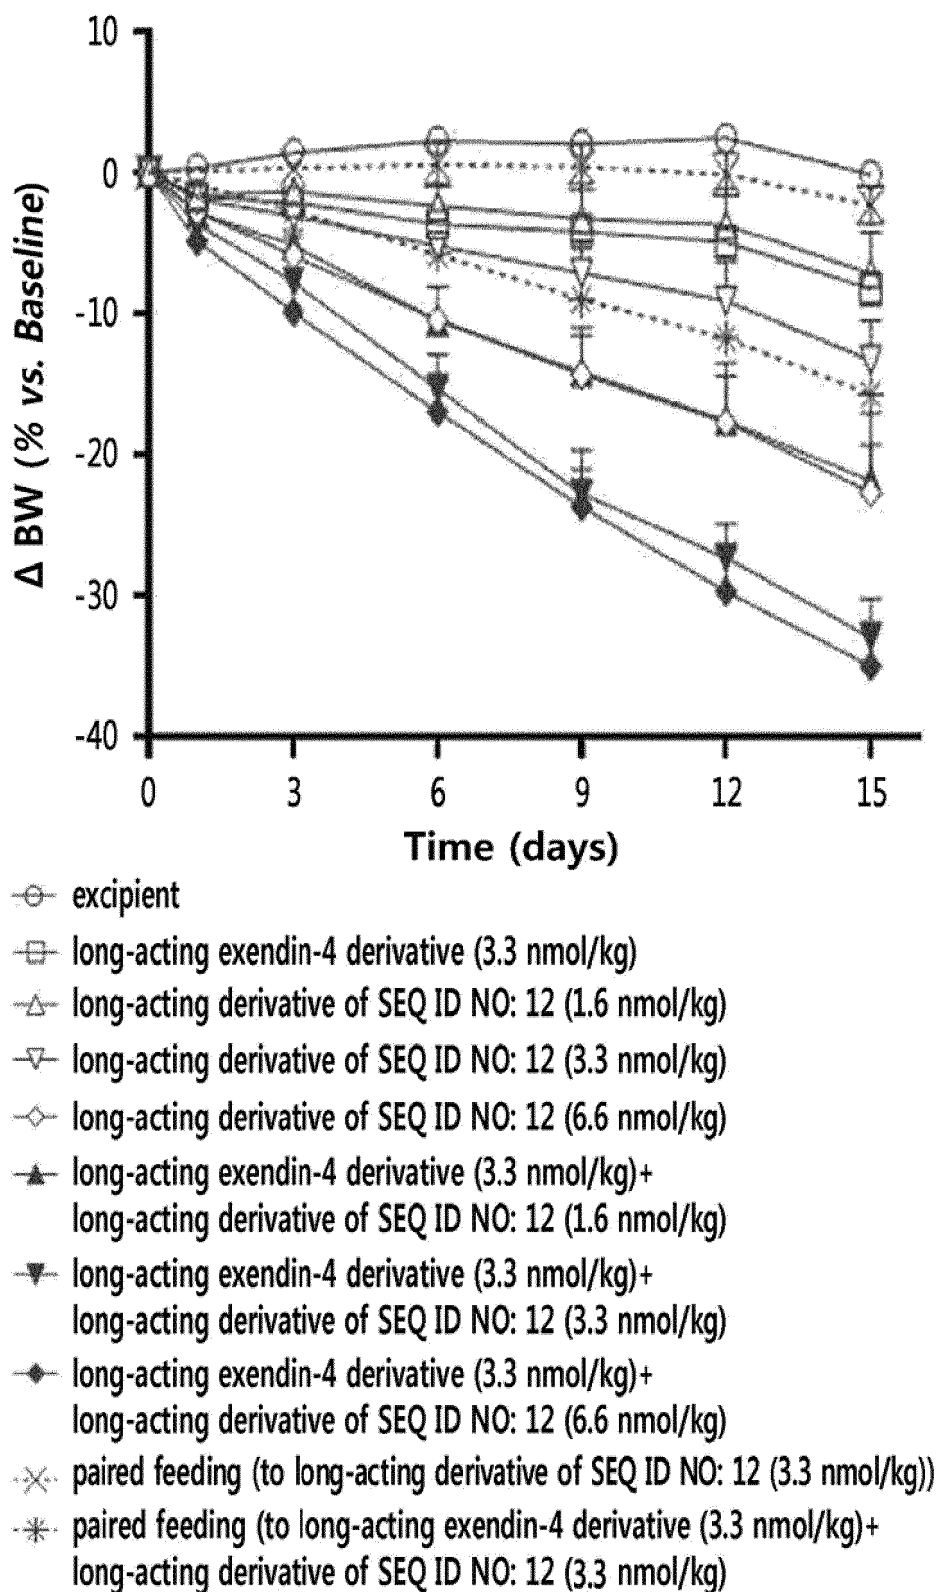 10
0
-10
-20
-30
-40
Δ BW (% vs. Baseline)
0 3 6 9 12 15
Time (days)
excipient
long-acting exendin-4 derivative (3.3 nmol/kg)
long-acting derivative of SEQ ID NO: 12 (1.6 nmol/kg)
long-acting derivative of SEQ ID NO: 12 (3.3 nmol/kg)
long-acting derivative of SEQ ID NO: 12 (6.6 nmol/kg)
long-acting exendin-4 derivative (3.3 nmol/kg)+
long-acting derivative of SEQ ID NO: 12 (1.6 nmol/kg)
long-acting exendin-4 derivative (3.3 nmol/kg)+
long-acting derivative of SEQ ID NO: 12 (3.3 nmol/kg)
long-acting exendin-4 derivative (3.3 nmol/kg)+
long-acting derivative of SEQ ID NO: 12 (6.6 nmol/kg)
paired feeding (to long-acting derivative of SEQ ID NO: 12 (3.3 nmol/kg))
paired feeding (to long-acting exendin-4 derivative (3.3 nmol/kg)+
long-acting derivative of SEQ ID NO: 12 (3.3 nmol/kg)